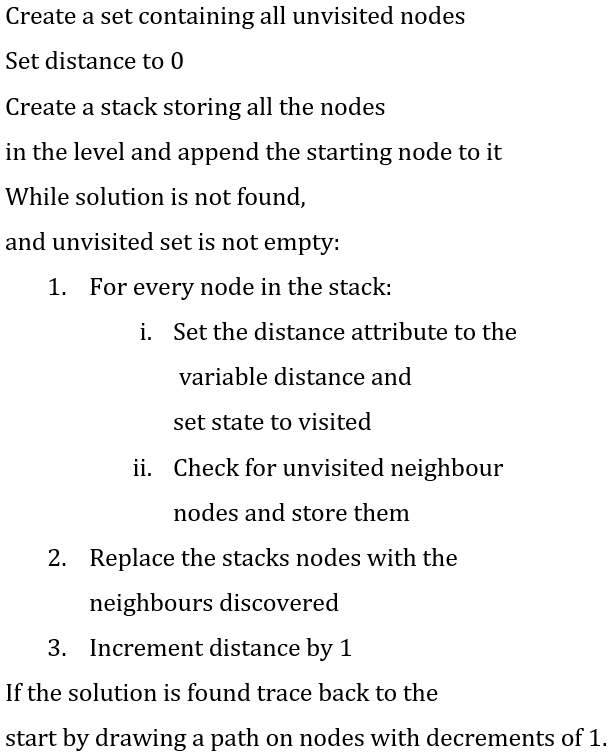 Create a set containing all unvisited nodes
Set distance to 0
Create a stack storing all the nodes
in the level and append the starting node to it
While solution is not found,
and unvisited set is not empty:
1. For every node in the stack:
i. Set the distance attribute to the
variable distance and
set state to visited
ii. Check for unvisited neighbour
nodes and store them
2. Replace the stacks nodes with the
neighbours discovered
3. Increment distance by 1
If the solution is found trace back to the
start by drawing a path on nodes with decrements of 1.